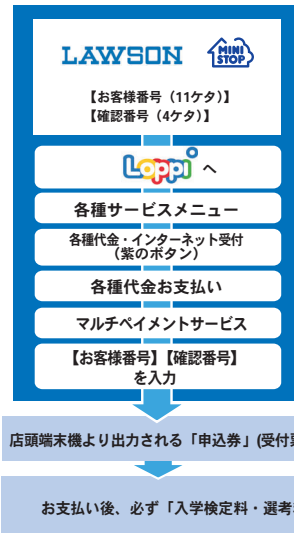 LAWSON MINI STOP
【お客様番号（11ケタ）】
【確認番号（4ケタ）】
Loppi へ
各種サービスメニュー
各種代金・インターネット受付
（紫のボタン）
各種代金お支払い
マルチペイメントサービス
【お客様番号】【確認番号】
を入力
店頭端末機より出力される「申込券」(受付
お支払い後、必ず「入学検定料・選考